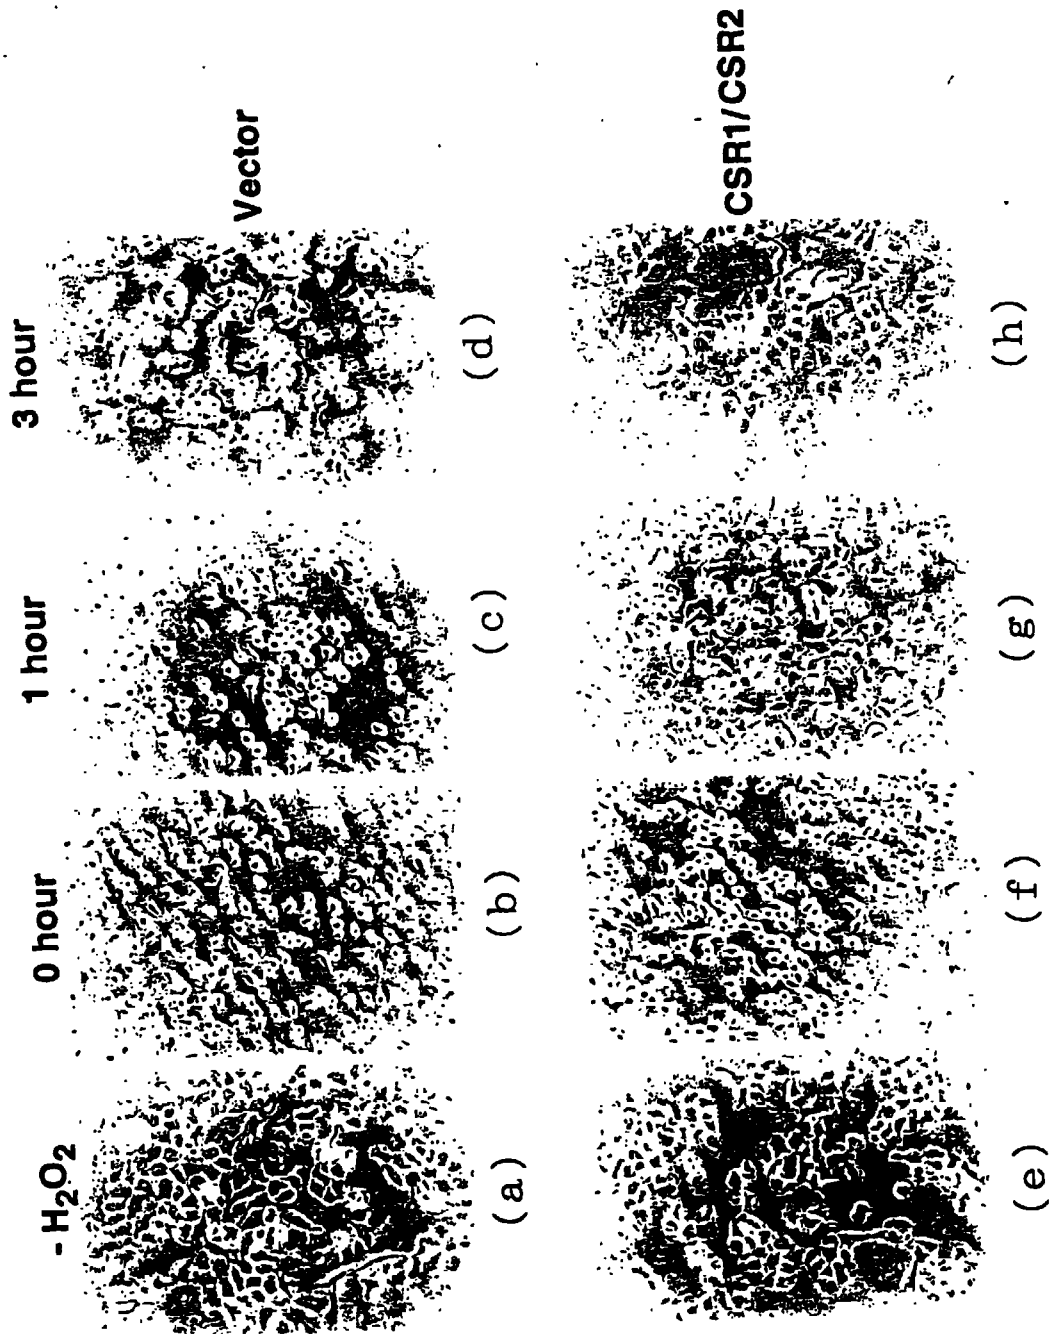 - H₂O₂ 0 hour 1 hour 3 hour
Vector
(a) (b) (c) (d)
CSR1/CSR2
(e) (f) (g) (h)